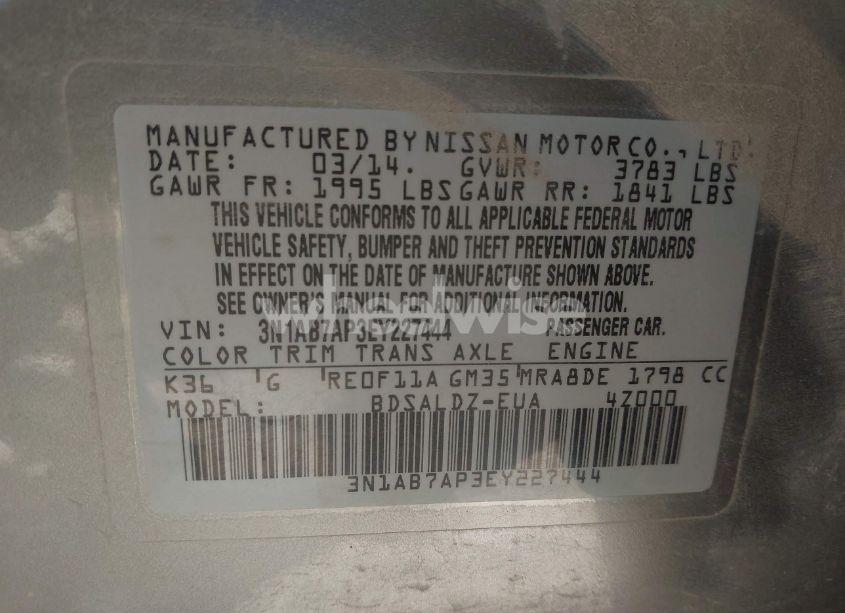 MANUFACTURED BY NISSAN MOTOR CO., LTD.
DATE: 03/14. GVWR: 3783 LBS
GAWR FR: 1995 LBS GAWR RR: 1841 LBS
THIS VEHICLE CONFORMS TO ALL APPLICABLE FEDERAL MOTOR
VEHICLE SAFETY, BUMPER AND THEFT PREVENTION STANDARDS
IN EFFECT ON THE DATE OF MANUFACTURE SHOWN ABOVE.
SEE OWNER'S MANUAL FOR ADDITIONAL INFORMATION.
VIN: 3N1AB7AP3EY227444 PASSENGER CAR.
COLOR TRIM TRANS AXLE ENGINE
K36 G RE0F11A GM35 MRA8DE 1798 CC
MODEL: BDSALDZ-EUA 4Z000
3N1AB7AP3EY227444